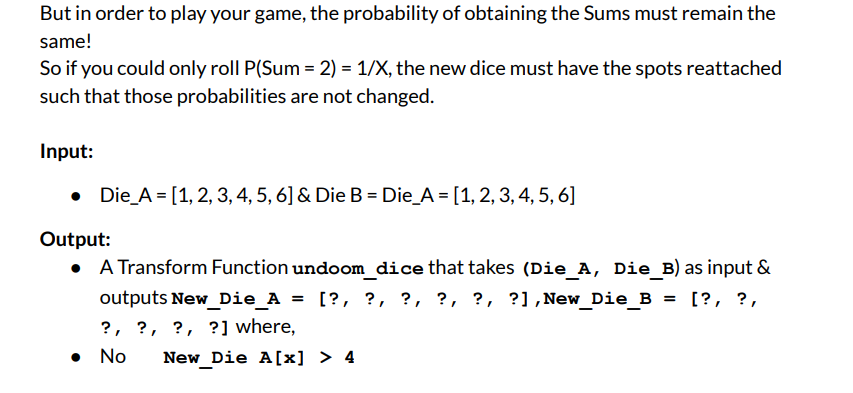 But in order to play your game, the probability of obtaining the Sums must remain the
same!
So if you could only roll P(Sum = 2) = 1/X, the new dice must have the spots reattached
such that those probabilities are not changed.
Input:
● Die_A = [1, 2, 3, 4, 5, 6] & Die B = Die_A = [1, 2, 3, 4, 5, 6]
Output:
● A Transform Function undoom_dice that takes (Die_A, Die_B) as input &
outputs New_Die_A = [?, ?, ?, ?, ?, ?],New_Die_B = [?, ?,
?, ?, ?, ?] where,
● No New_Die A[x] > 4